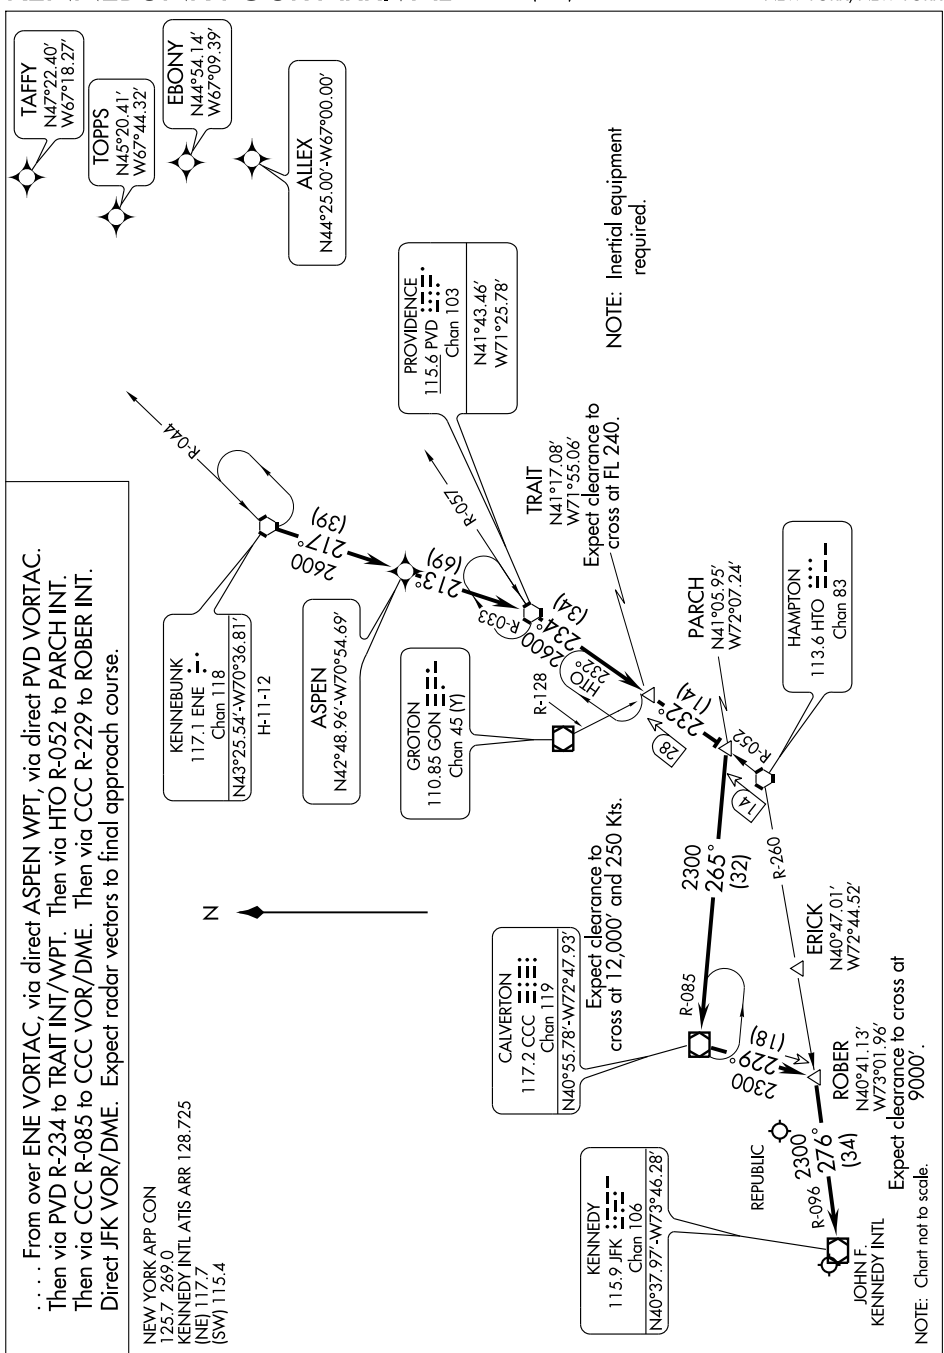 . . . . From over ENE VORTAC, via direct ASPEN WPT, via direct PVD VORTAC.
Then via PVD R-234 to TRAIT INT/WPT. Then via HTO R-052 to PARCH INT.
Then via CCC R-085 to CCC VOR/DME. Then via CCC R-229 to ROBER INT.
Direct JFK VOR/DME. Expect radar vectors to final approach course.
NEW YORK APP CON
125.7 269.0
KENNEDY INTL ATIS ARR 128.725
(NE) 117.7
(SW) 115.4
TAFFY
N47°22.40′
W67°18.27′
TOPPS
N45°20.41′
W67°44.32′
EBONY
N44°54.14′
W67°09.39′
ALLEX
N44°25.00′-W67°00.00′
R-044
KENNEBUNK
117.1 ENE
Chan 118
N43°25.54′-W70°36.81′
H-11-12
2600
217°
(39)
ASPEN
N42°48.96′-W70°54.69′
213°
(69)
R-057
R-033
PROVIDENCE
115.6 PVD
Chan 103
N41°43.46′
W71°25.78′
NOTE: Inertial equipment
required.
GROTON
110.85 GON
Chan 45 (Y)
R-128
2600
234°
(34)
HTO
232°
TRAIT
N41°17.08′
W71°55.06′
Expect clearance to
cross at FL 240.
28
232°
(14)
PARCH
N41°05.95′
W72°07.24′
R-052
14
HAMPTON
113.6 HTO
Chan 83
N
2300
265°
(32)
R-260
Expect clearance to
cross at 12,000′ and 250 Kts.
CALVERTON
117.2 CCC
Chan 119
N40°55.78′-W72°47.93′
R-085
ERICK
N40°47.01′
W72°44.52′
2300
229°
(18)
ROBER
N40°41.13′
W73°01.96′
Expect clearance to cross at
9000′.
REPUBLIC
2300
276°
(34)
R-096
KENNEDY
115.9 JFK
Chan 106
N40°37.97′-W73°46.28′
JOHN F.
KENNEDY INTL
NOTE: Chart not to scale.